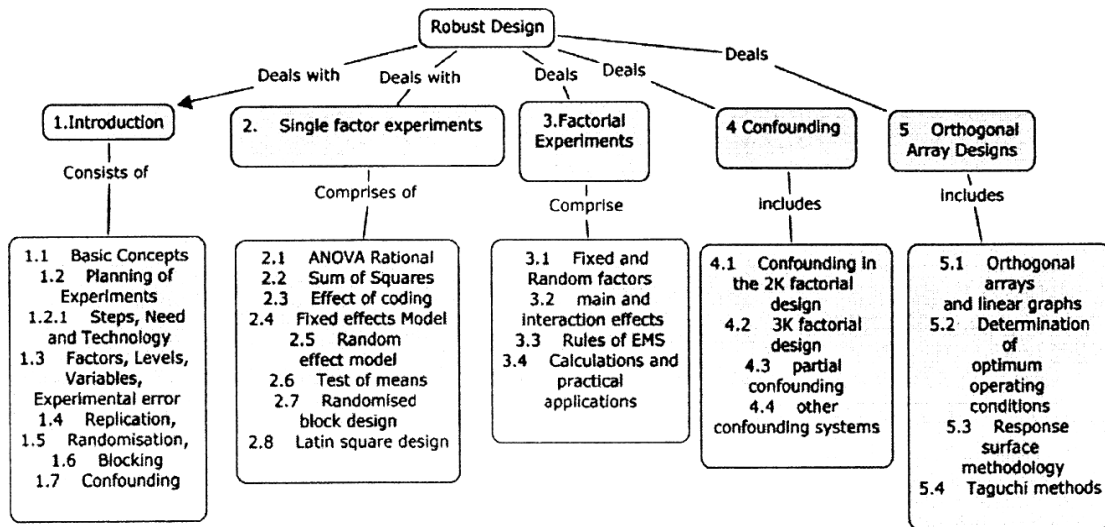 Robust Design
Deals with
Deals with
Deals
Deals
Deals
1.Introduction
2. Single factor experiments
3.Factorial
Experiments
4 Confounding
5 Orthogonal
Array Designs
Consists of
Comprises of
Comprise
includes
includes
1.1 Basic Concepts
1.2 Planning of
Experiments
1.2.1 Steps, Need
and Technology
1.3 Factors, Levels,
Variables,
Experimental error
1.4 Replication,
1.5 Randomisation,
1.6 Blocking
1.7 Confounding
2.1 ANOVA Rational
2.2 Sum of Squares
2.3 Effect of coding
2.4 Fixed effects Model
2.5 Random
effect model
2.6 Test of means
2.7 Randomised
block design
2.8 Latin square design
3.1 Fixed and
Random factors
3.2 main and
interaction effects
3.3 Rules of EMS
3.4 Calculations and
practical
applications
4.1 Confounding in
the 2K factorial
design
4.2 3K factorial
design
4.3 partial
confounding
4.4 other
confounding systems
5.1 Orthogonal
arrays
and linear graphs
5.2 Determination
of
optimum
operating
conditions
5.3 Response
surface
methodology
5.4 Taguchi methods